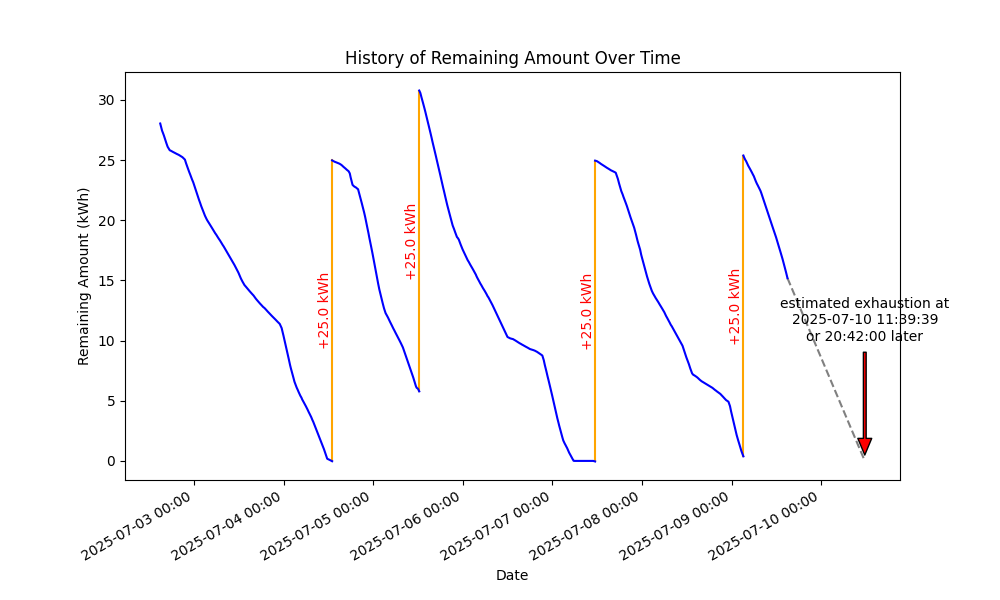 History of Remaining Amount Over Time
Remaining Amount (kWh)
30
25
20
15
10
5
0
+25.0 kWh
+25.0 kWh
+25.0 kWh
+25.0 kWh
estimated exhaustion at
2025-07-10 11:39:39
or 20:42:00 later
2025-07-03 00:00
2025-07-04 00:00
2025-07-05 00:00
2025-07-06 00:00
2025-07-07 00:00
2025-07-08 00:00
2025-07-09 00:00
2025-07-10 00:00
Date